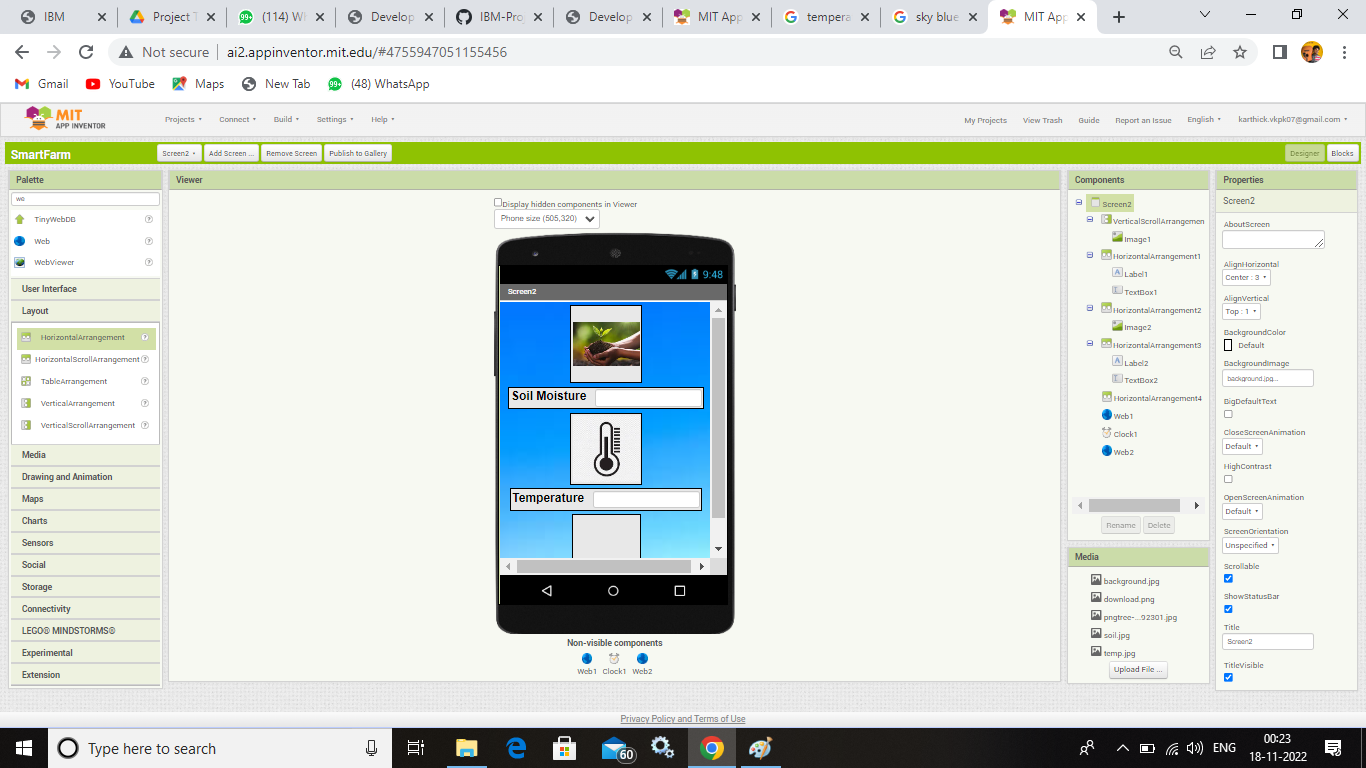 IBM
Project T
(114) Wh
Develop
IBM-Proj
Develop
MIT App
tempera
sky blue
MIT App
Not secure
ai2.appinventor.mit.edu/#4755947051155456
Gmail
YouTube
Maps
New Tab
99+
(48) WhatsApp
MIT
APP INVENTOR
Projects
Connect
Build
Settings
Help
My Projects
View Trash
Guide
Report an Issue
English
karthick.vkpk07@gmail.com
SmartFarm
Screen2
Add Screen ...
Remove Screen
Publish to Gallery
Designer
Blocks
Palette
we
TinyWebDB
Web
WebViewer
User Interface
Layout
HorizontalArrangement
HorizontalScrollArrangement
TableArrangement
VerticalArrangement
VerticalScrollArrangement
Media
Drawing and Animation
Maps
Charts
Sensors
Social
Storage
Connectivity
LEGO® MINDSTORMS®
Experimental
Extension
Viewer
Display hidden components in Viewer
Phone size (505,320)
9:48
Screen2
Soil Moisture
Temperature
Non-visible components
Web1
Clock1
Web2
Components
Screen2
VerticalScrollArrangemen
Image1
HorizontalArrangement1
Label1
TextBox1
HorizontalArrangement2
Image2
HorizontalArrangement3
Label2
TextBox2
HorizontalArrangement4
Web1
Clock1
Web2
Rename
Delete
Media
background.jpg
download.png
pngtree-...92301.jpg
soil.jpg
temp.jpg
Upload File ...
Properties
Screen2
AboutScreen
AlignHorizontal
Center : 3
AlignVertical
Top : 1
BackgroundColor
Default
BackgroundImage
background.jpg...
BigDefaultText
CloseScreenAnimation
Default
HighContrast
OpenScreenAnimation
Default
ScreenOrientation
Unspecified
Scrollable
ShowStatusBar
Title
Screen2
TitleVisible
Privacy Policy and Terms of Use
Type here to search
60
ENG
00:23
18-11-2022